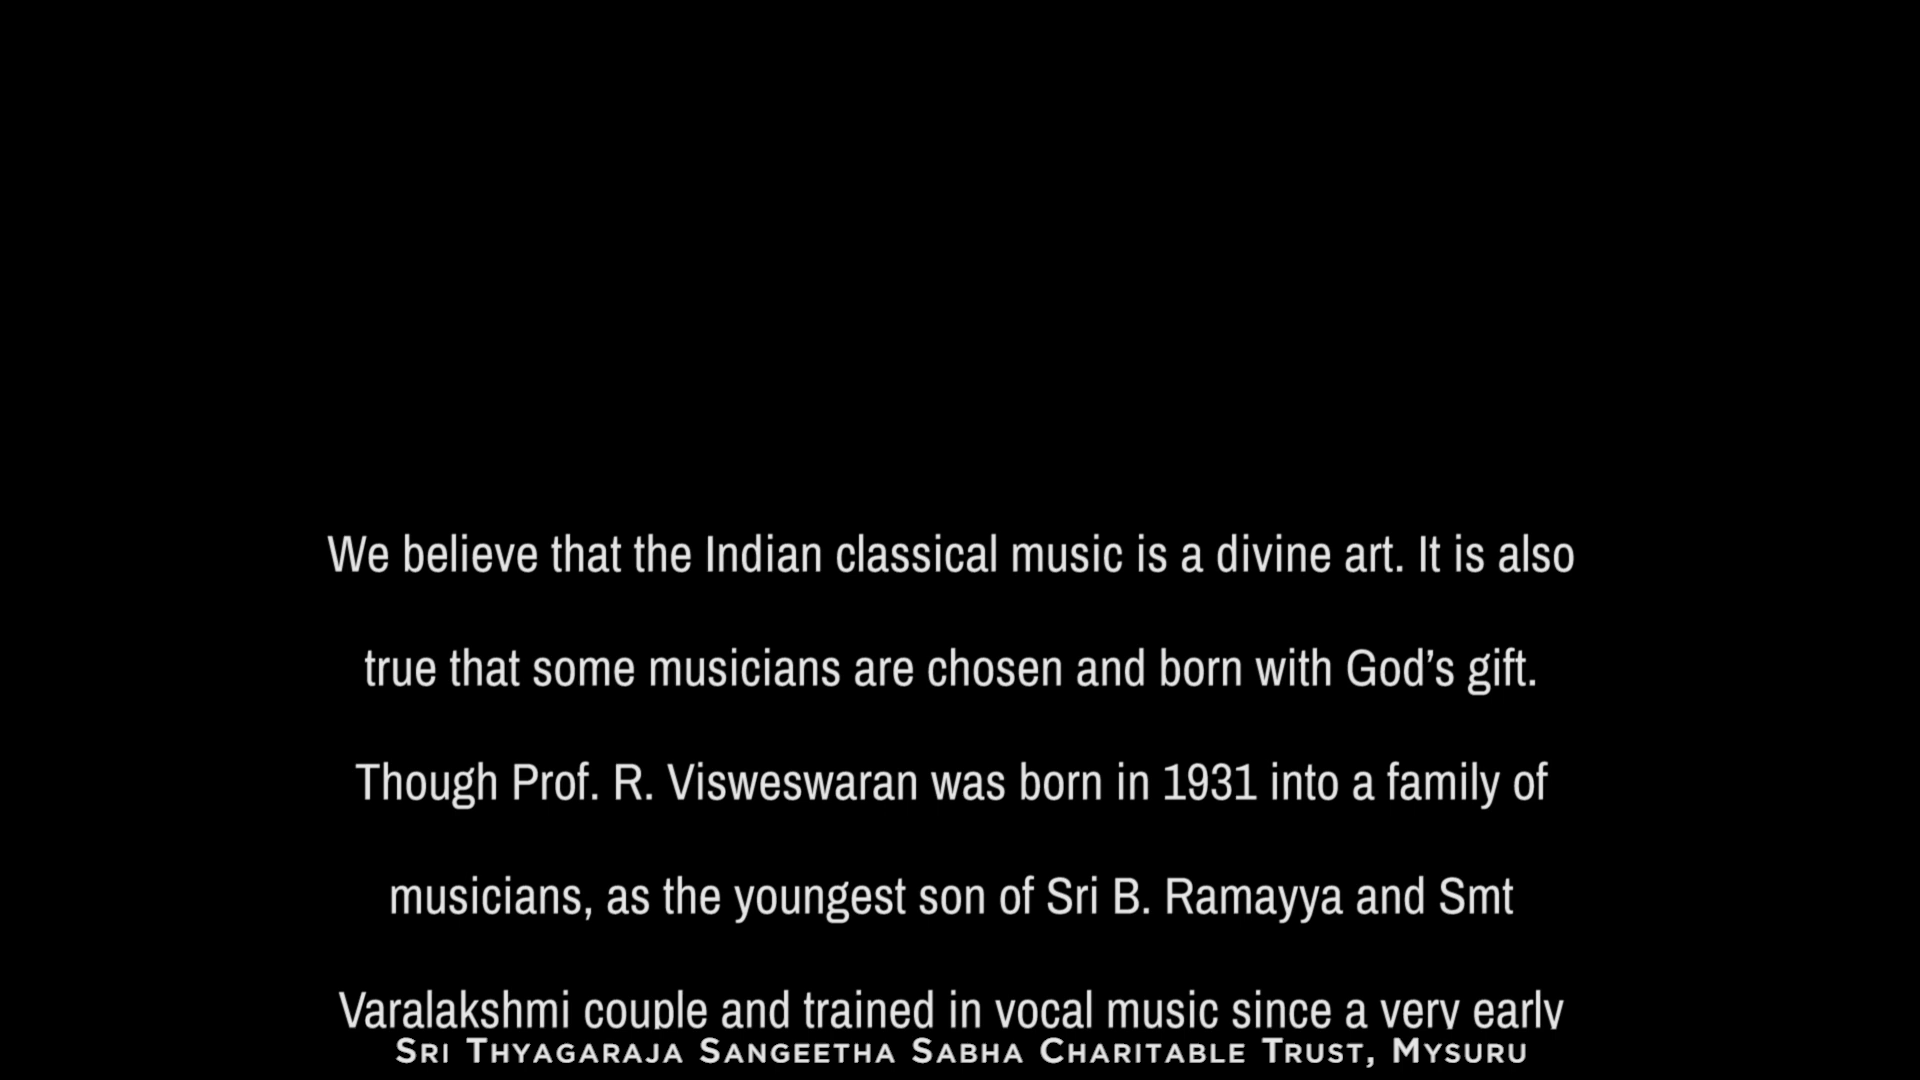 We believe that the Indian classical music is a divine art. It is also
true that some musicians are chosen and born with God’s gift.
Though Prof. R. Visweswaran was born in 1931 into a family of
musicians, as the youngest son of Sri B. Ramayya and Smt
Varalakshmi couple and trained in vocal music since a very early
Sri Thyagaraja Sangeetha Sabha Charitable Trust, Mysuru